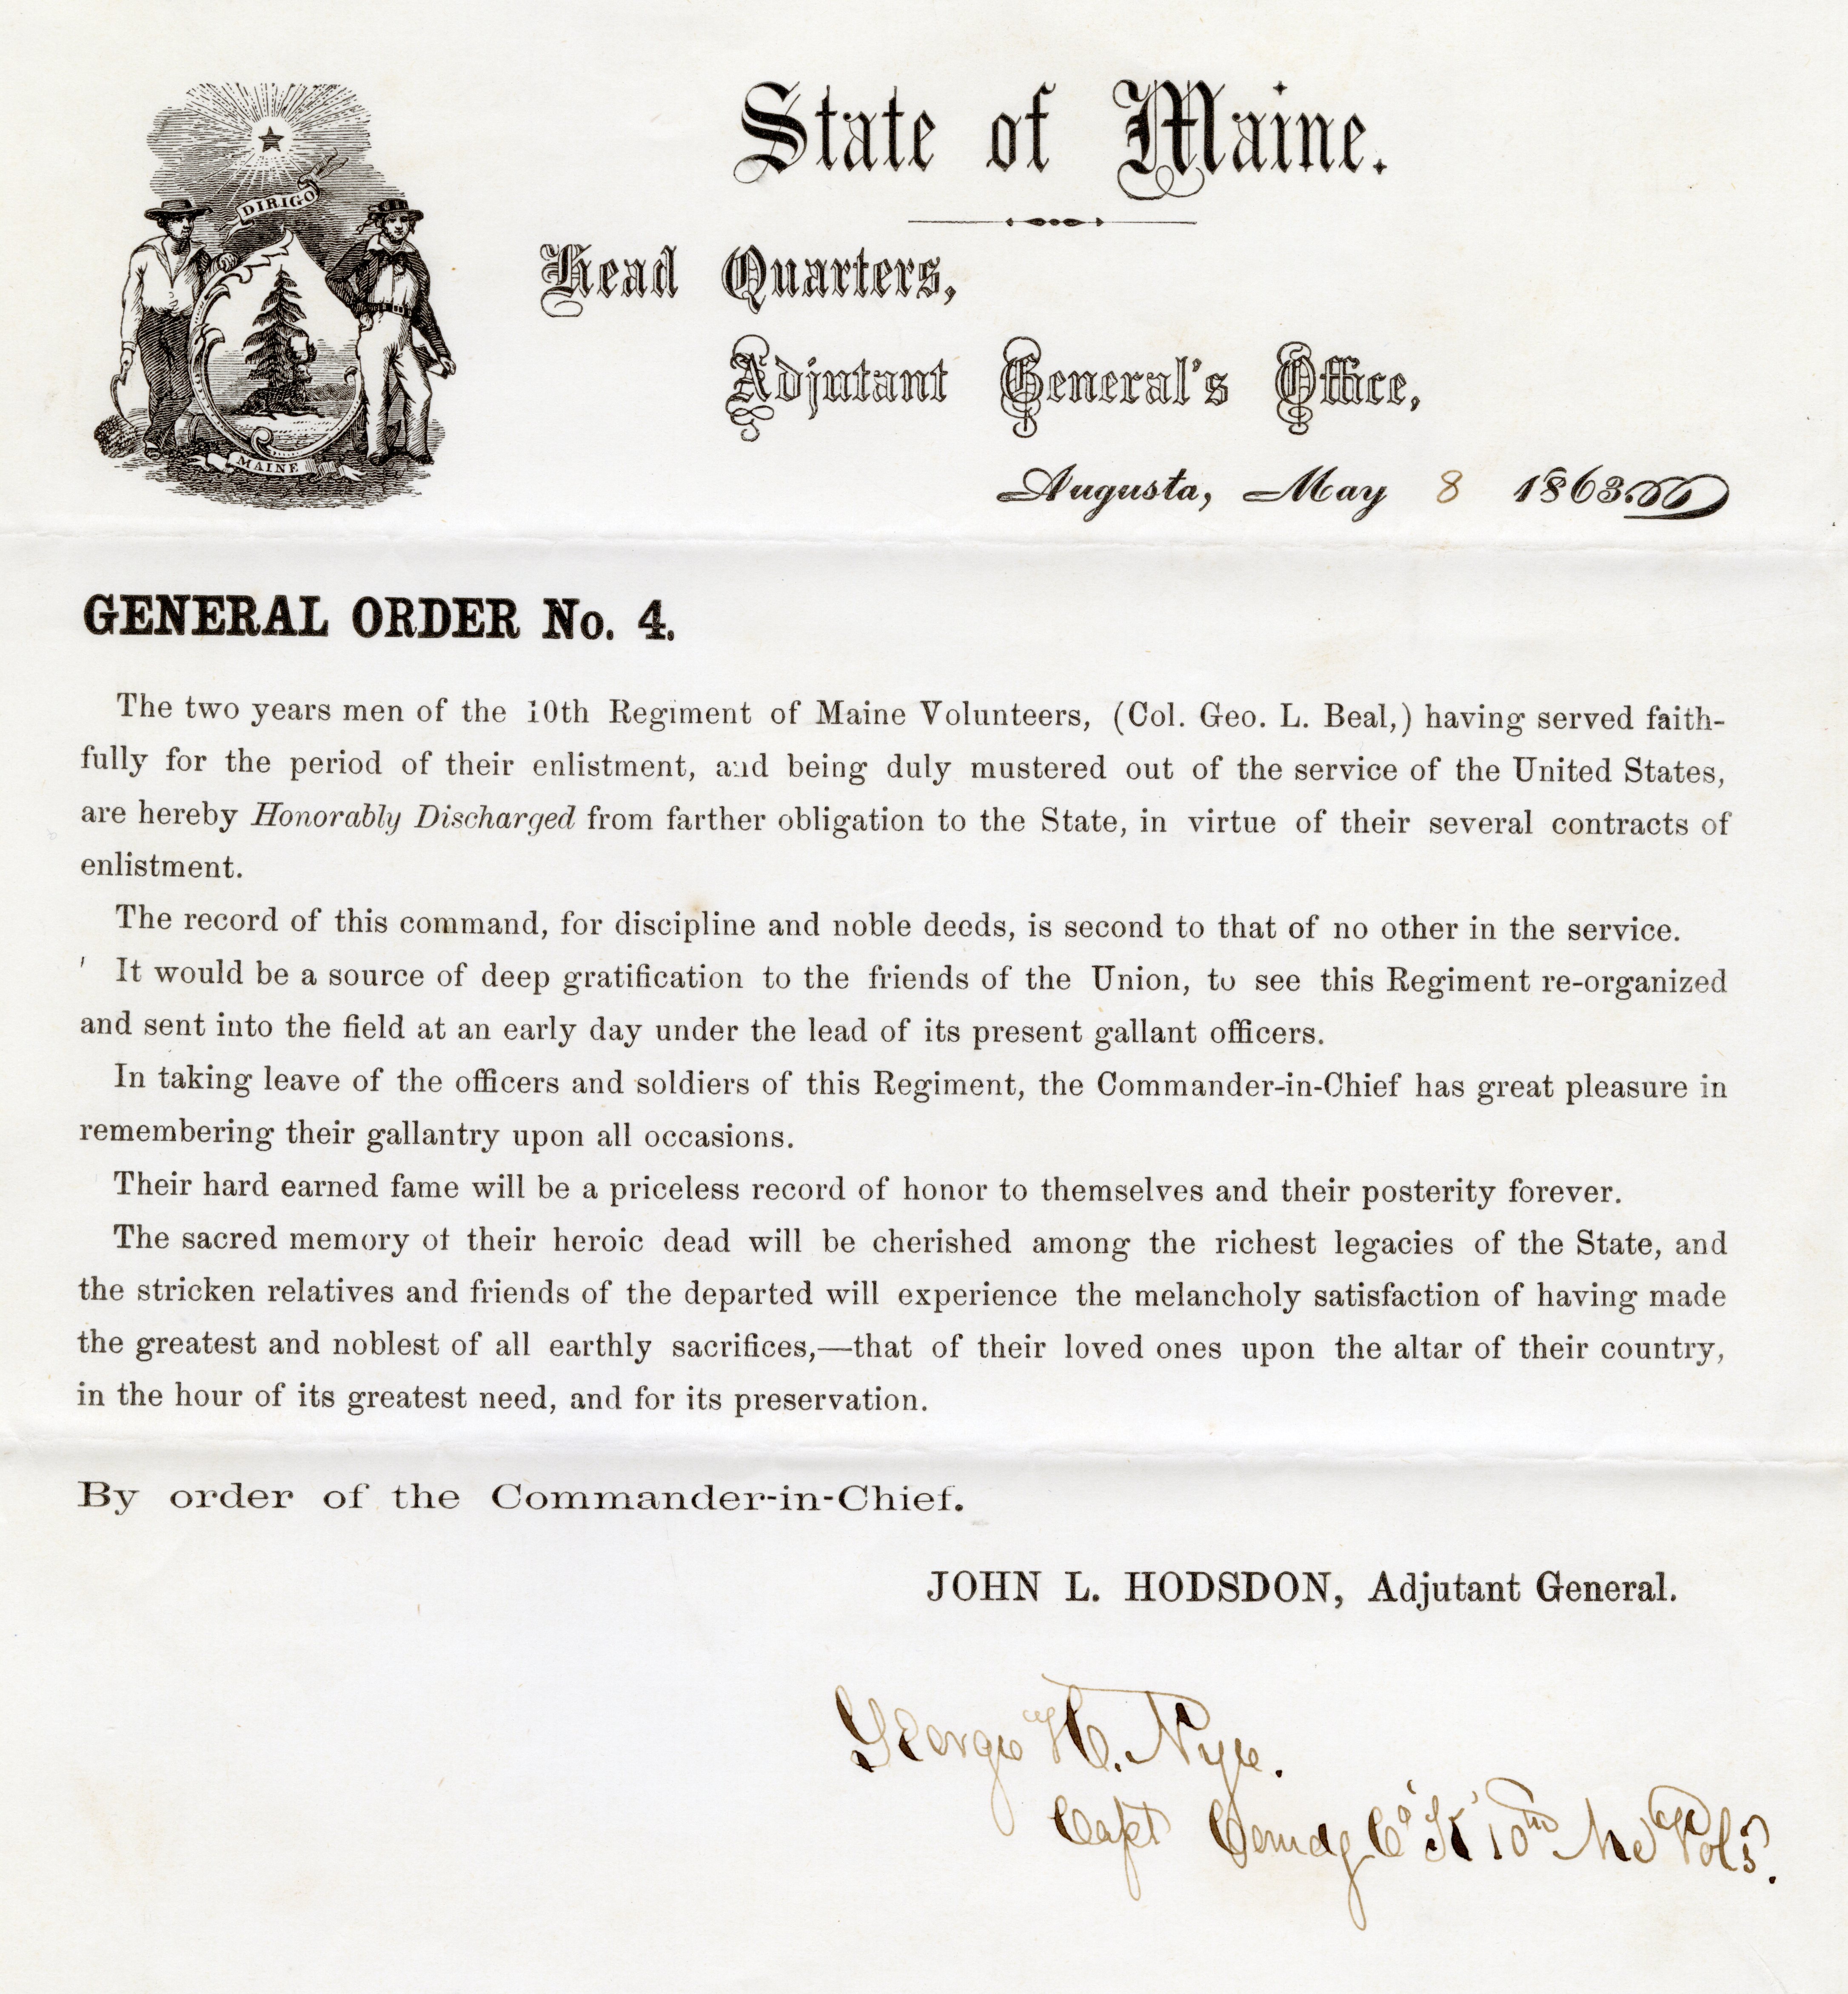 State of Maine.
DIRIGO
MAINE
Head Quarters,
Adjutant General's Office,
Augusta, May 8 1863.
GENERAL ORDER No. 4.
The two years men of the 10th Regiment of Maine Volunteers, (Col. Geo. L. Beal,) having served faith-
fully for the period of their enlistment, and being duly mustered out of the service of the United States,
are hereby Honorably Discharged from farther obligation to the State, in virtue of their several contracts of
enlistment.
The record of this command, for discipline and noble deeds, is second to that of no other in the service.
It would be a source of deep gratification to the friends of the Union, to see this Regiment re-organized
and sent into the field at an early day under the lead of its present gallant officers.
In taking leave of the officers and soldiers of this Regiment, the Commander-in-Chief has great pleasure in
remembering their gallantry upon all occasions.
Their hard earned fame will be a priceless record of honor to themselves and their posterity forever.
The sacred memory of their heroic dead will be cherished among the richest legacies of the State, and
the stricken relatives and friends of the departed will experience the melancholy satisfaction of having made
the greatest and noblest of all earthly sacrifices,—that of their loved ones upon the altar of their country,
in the hour of its greatest need, and for its preservation.
By order of the Commander-in-Chief.
JOHN L. HODSDON, Adjutant General.
George H. Nye.
Capt Comdg Co 'K' 10th Me Vols.